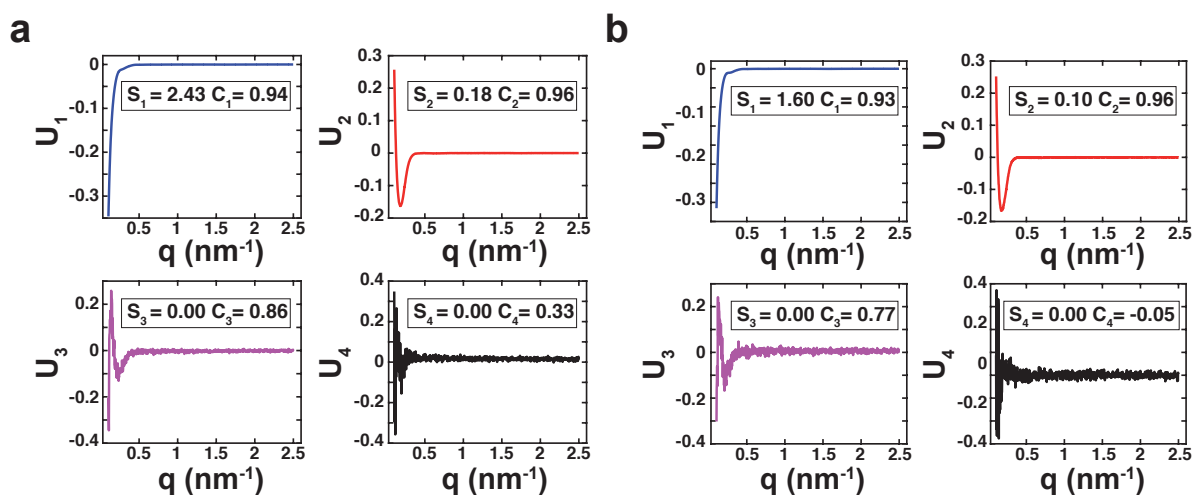 a
U1
0
-0.1
-0.2
-0.3
S1 = 2.43 C1= 0.94
0.5 1 1.5 2 2.5
q (nm-1)
U2
0.3
0.2
0.1
0
-0.1
-0.2
S2 = 0.18 C2= 0.96
0.5 1 1.5 2 2.5
q (nm-1)
U3
0.2
0
-0.2
-0.4
S3 = 0.00 C3= 0.86
0.5 1 1.5 2 2.5
q (nm-1)
U4
0.4
0.2
0
-0.2
-0.4
S4 = 0.00 C4= 0.33
0.5 1 1.5 2 2.5
q (nm-1)
b
U1
0
-0.1
-0.2
-0.3
S1 = 1.60 C1= 0.93
0.5 1 1.5 2 2.5
q (nm-1)
U2
0.3
0.2
0.1
0
-0.1
-0.2
S2 = 0.10 C2= 0.96
0.5 1 1.5 2 2.5
q (nm-1)
U3
0.2
0
-0.2
-0.4
S3 = 0.00 C3= 0.77
0.5 1 1.5 2 2.5
q (nm-1)
U4
0.4
0.2
0
-0.2
-0.4
S4 = 0.00 C4= -0.05
0.5 1 1.5 2 2.5
q (nm-1)